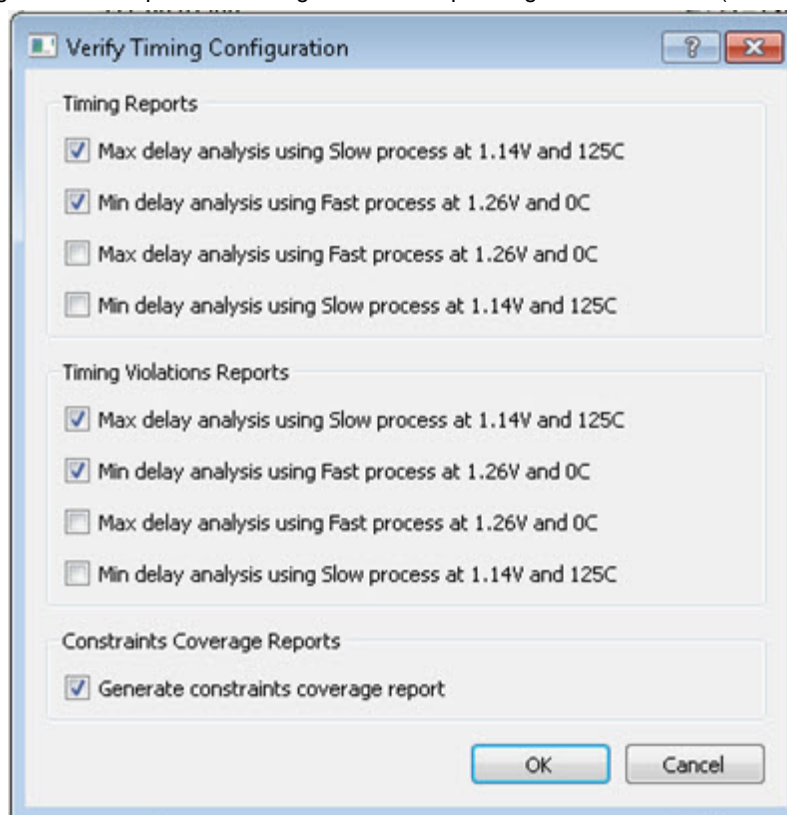 Verify Timing Configuration
Timing Reports
Max delay analysis using Slow process at 1.14V and 125C
Min delay analysis using Fast process at 1.26V and 0C
Max delay analysis using Fast process at 1.26V and 0C
Min delay analysis using Slow process at 1.14V and 125C
Timing Violations Reports
Max delay analysis using Slow process at 1.14V and 125C
Min delay analysis using Fast process at 1.26V and 0C
Max delay analysis using Fast process at 1.26V and 0C
Min delay analysis using Slow process at 1.14V and 125C
Constraints Coverage Reports
Generate constraints coverage report
OK Cancel